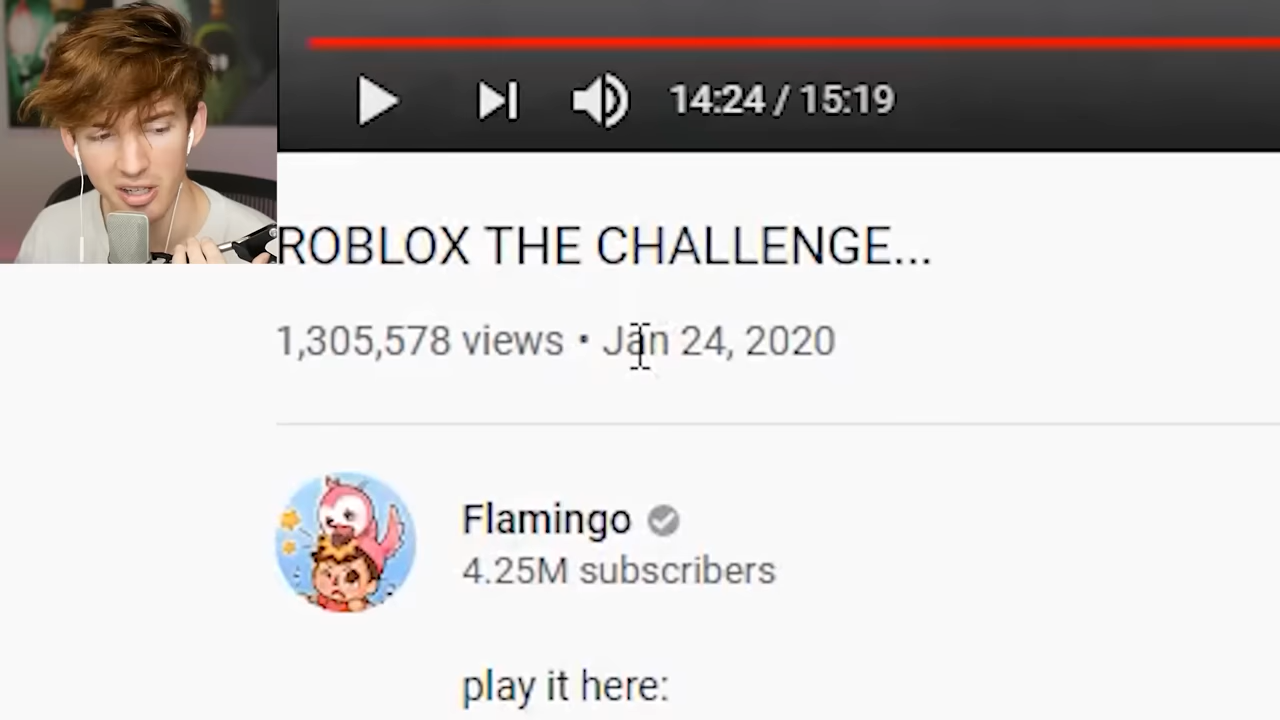 14:24 / 15:19
ROBLOX THE CHALLENGE...
1,305,578 views • Jan 24, 2020
Flamingo
4.25M subscribers
play it here: